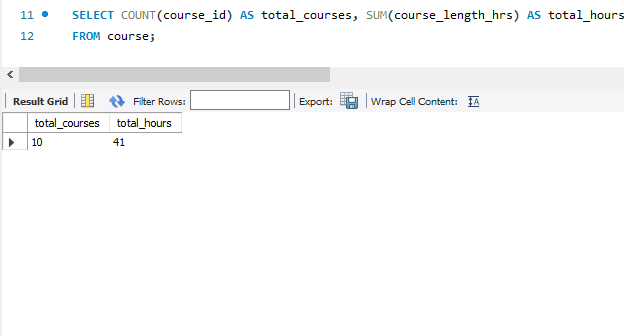 11 SELECT COUNT(course_id) AS total_courses, SUM(course_length_hrs) AS total_hours
12 FROM course;
Result Grid Filter Rows: Export: Wrap Cell Content: IA
total_courses total_hours
10 41